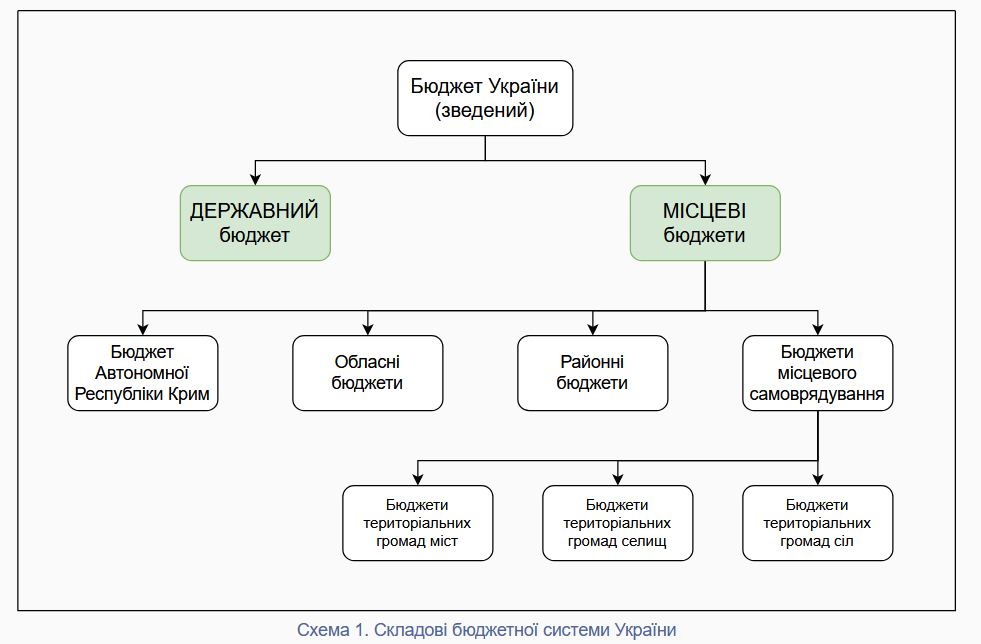 Бюджет України
(зведений)
ДЕРЖАВНИЙ
бюджет
МІСЦЕВІ
бюджети
Бюджет
Автономної
Республіки Крим
Обласні
бюджети
Районні
бюджети
Бюджети
місцевого
самоврядування
Бюджети
територіальних
громад міст
Бюджети
територіальних
громад селищ
Бюджети
територіальних
громад сіл
Схема 1. Складові бюджетної системи України